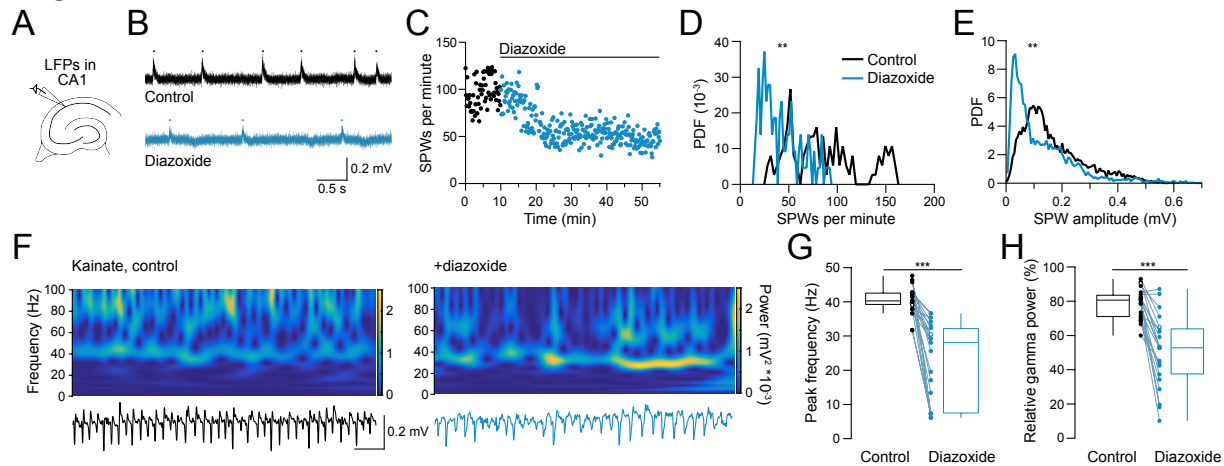 A
LFPs in
CA1
B
Control
Diazoxide
0.2 mV
0.5 s
C
Diazoxide
SPWs per minute
150
100
50
0
0 10 20 30 40 50
Time (min)
D
**
Control
Diazoxide
PDF (10-3)
40
30
20
10
0
0 50 100 150 200
SPWs per minute
E
**
PDF
10
8
6
4
2
0
0 0.2 0.4 0.6
SPW amplitude (mV)
F
Kainate, control
Frequency (Hz)
100
80
60
40
20
0
2
1
0
0.2 mV
+diazoxide
100
80
60
40
20
0
2
1
0
Power (mV2 * 10-3)
G
***
Peak frequency (Hz)
50
40
30
20
10
0
Control Diazoxide
H
***
Relative gamma power (%)
100
80
60
40
20
0
Control Diazoxide